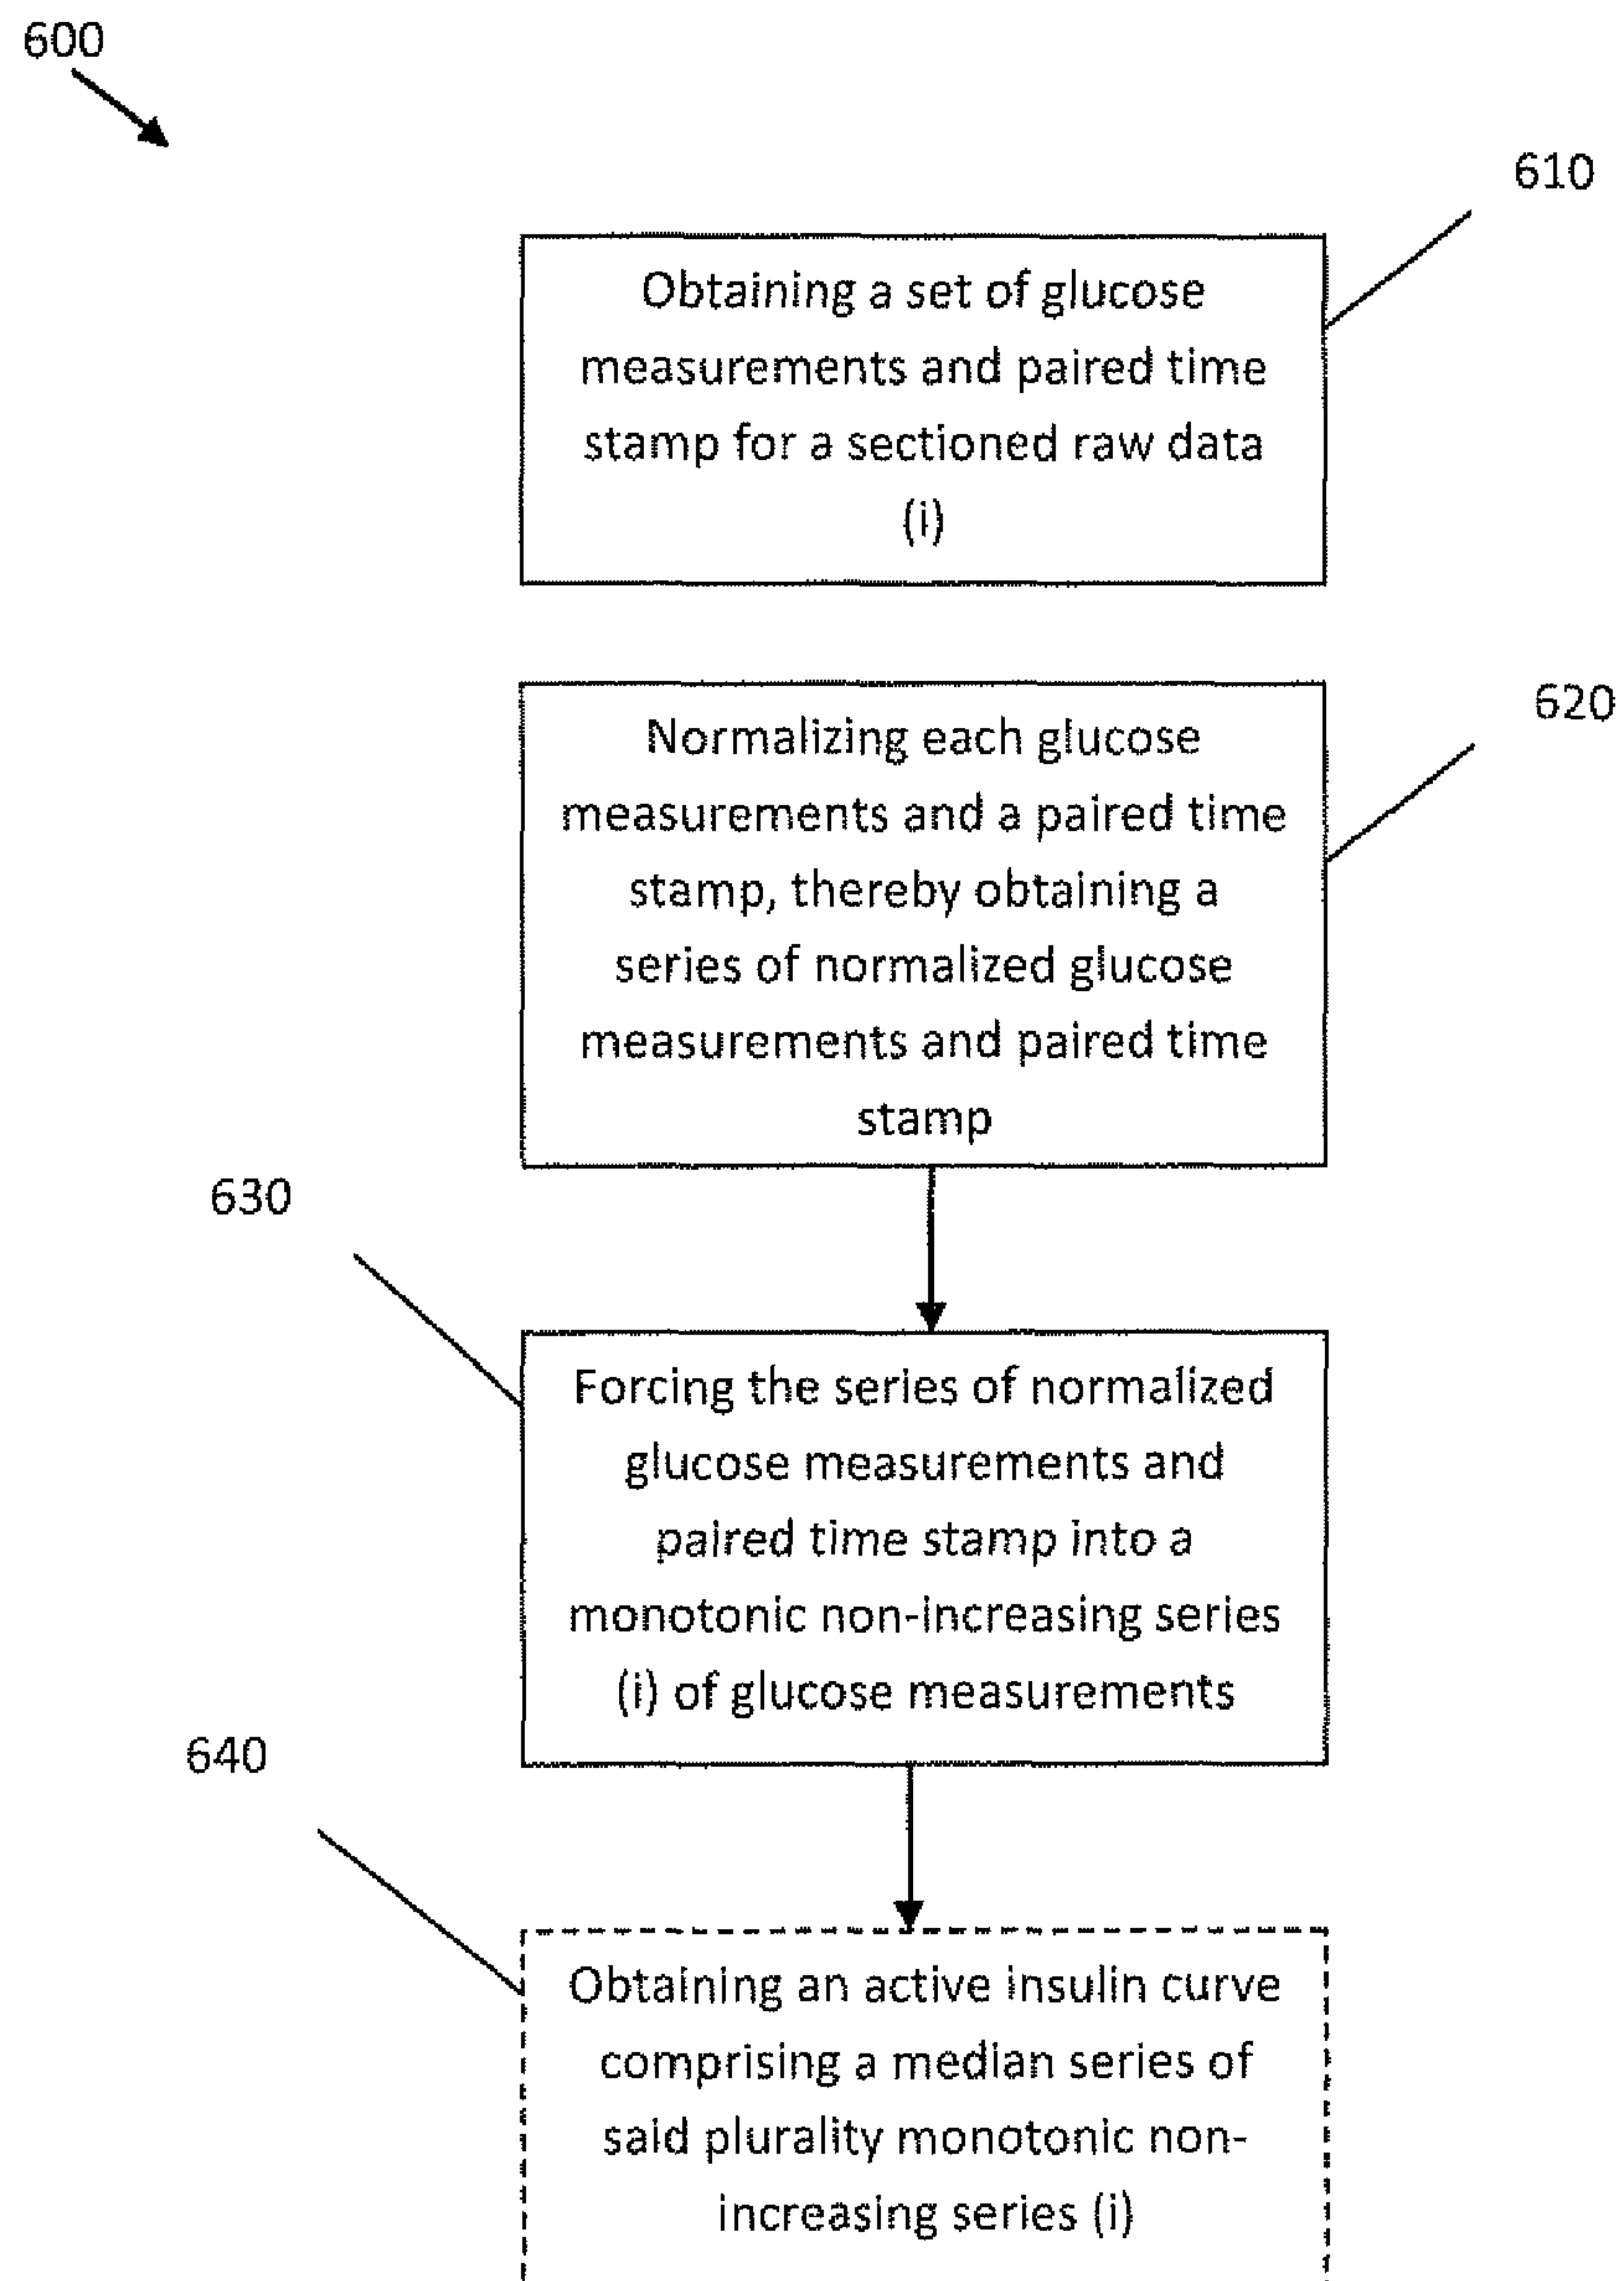 600
610
Obtaining a set of glucose
measurements and paired time
stamp for a sectioned raw data
(i)
620
Normalizing each glucose
measurements and a paired time
stamp, thereby obtaining a
series of normalized glucose
measurements and paired time
stamp
630
Forcing the series of normalized
glucose measurements and
paired time stamp into a
monotonic non-increasing series
(i) of glucose measurements
640
Obtaining an active insulin curve
comprising a median series of
said plurality monotonic non-
increasing series (i)